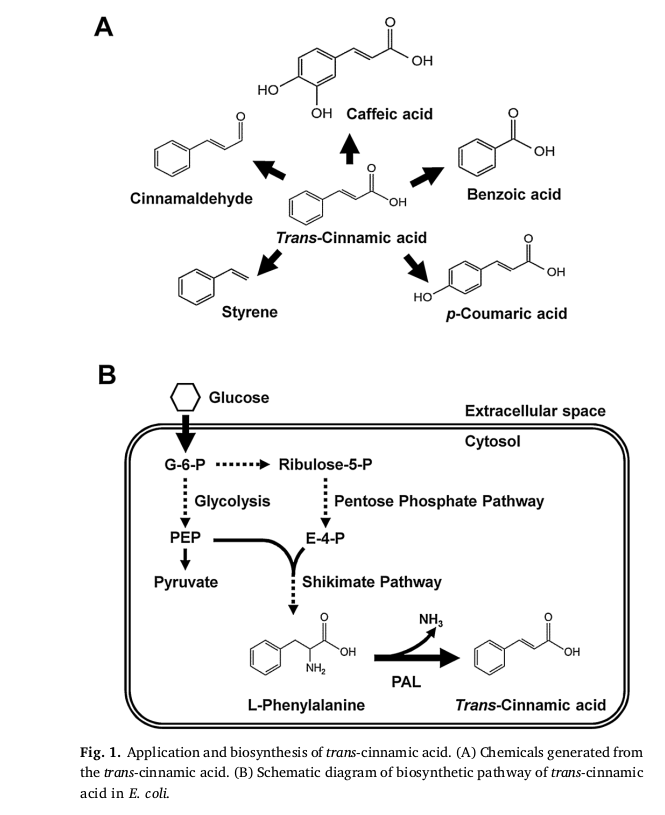 A
O
OH
HO
OH
Caffeic acid
O
Cinnamaldehyde
O
OH
Benzoic acid
O
OH
Trans-Cinnamic acid
Styrene
O
OH
HO
p-Coumaric acid
B
Glucose
Extracellular space
Cytosol
G-6-P
Ribulose-5-P
Glycolysis
Pentose Phosphate Pathway
PEP
E-4-P
Pyruvate
Shikimate Pathway
O
OH
NH2
L-Phenylalanine
NH3
PAL
O
OH
Trans-Cinnamic acid
Fig. 1. Application and biosynthesis of trans-cinnamic acid. (A) Chemicals generated from
the trans-cinnamic acid. (B) Schematic diagram of biosynthetic pathway of trans-cinnamic
acid in E. coli.